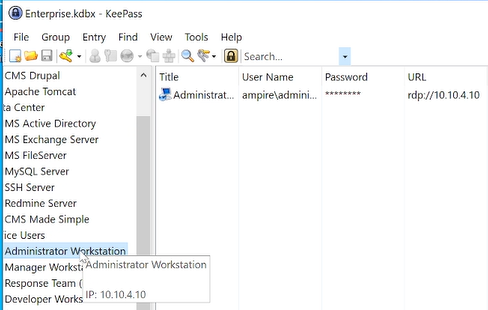 Enterprise.kdbx - KeePass
File Group Entry Find View Tools Help
Search...
Title User Name Password URL
Administrat... ampire\admini... ******** rdp://10.10.4.10
CMS Drupal
Apache Tomcat
ta Center
MS Active Directory
MS Exchange Server
MS FileServer
MySQL Server
SSH Server
Redmine Server
CMS Made Simple
ice Users
Administrator Workstation
Manager Worksta
Response Team (
Developer Works
Administrator Workstation
IP: 10.10.4.10